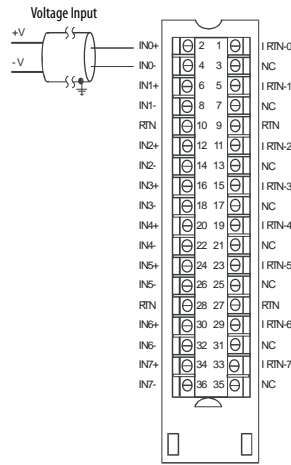 Voltage Input
+V
-V
IN0+ 2 1 I RTN-0
IN0- 4 3 NC
IN1+ 6 5 I RTN-1
IN1- 8 7 NC
RTN 10 9 RTN
IN2+ 12 11 I RTN-2
IN2- 14 13 NC
IN3+ 16 15 I RTN-3
IN3- 18 17 NC
IN4+ 20 19 I RTN-4
IN4- 22 21 NC
IN5+ 24 23 I RTN-5
IN5- 26 25 NC
RTN 28 27 RTN
IN6+ 30 29 I RTN-6
IN6- 32 31 NC
IN7+ 34 33 I RTN-7
IN7- 36 35 NC